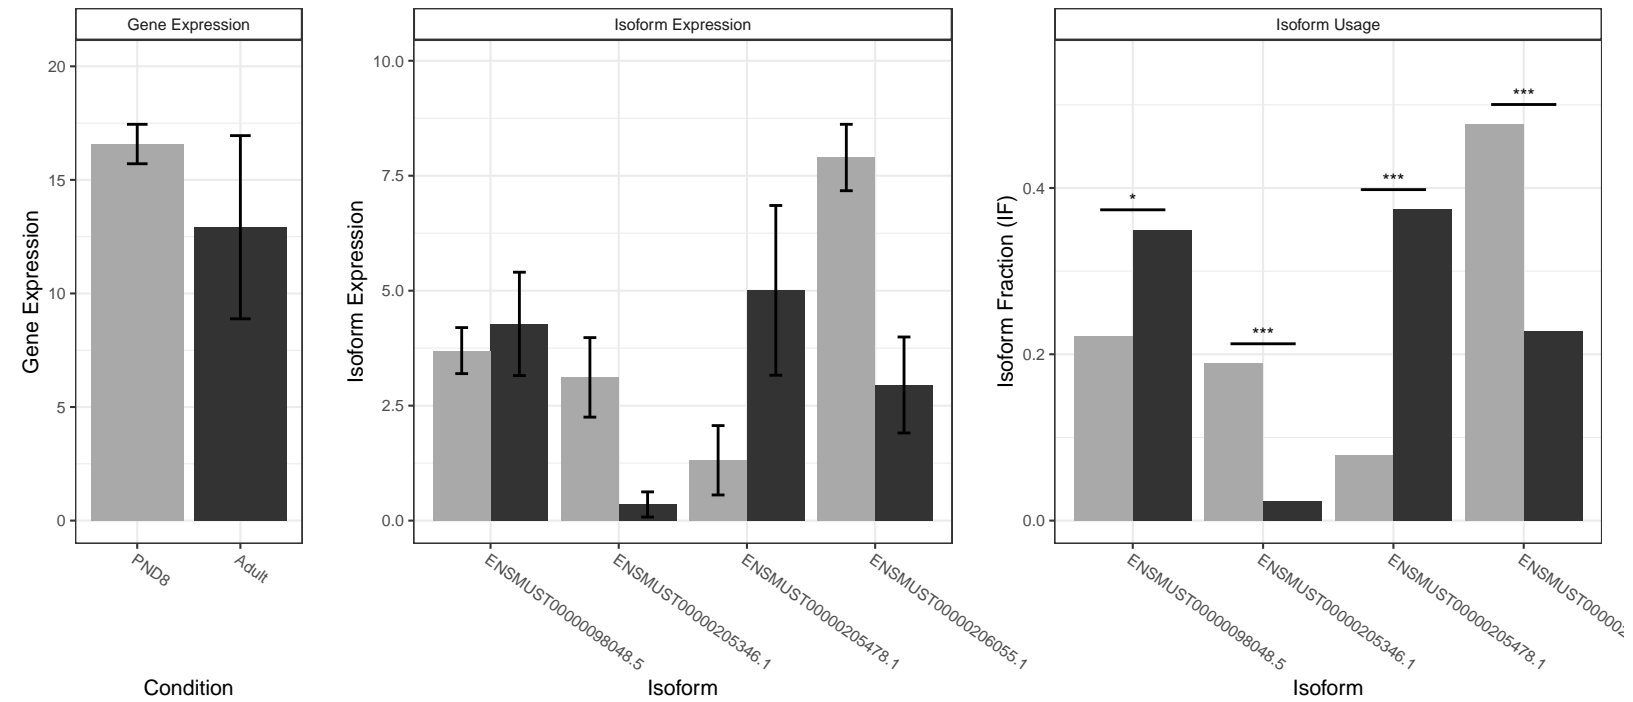 Gene Expression
Gene Expression
20
15
10
5
0
PND8
Adult
Condition
Isoform Expression
Isoform Expression
10.0
7.5
5.0
2.5
0.0
ENSMUST00000098048.5
ENSMUST00000205346.1
ENSMUST00000205478.1
ENSMUST00000206055.1
Isoform
Isoform Usage
Isoform Fraction (IF)
0.4
0.2
0.0
*
***
***
***
ENSMUST00000098048.5
ENSMUST00000205346.1
ENSMUST00000205478.1
ENSMUST000002
Isoform